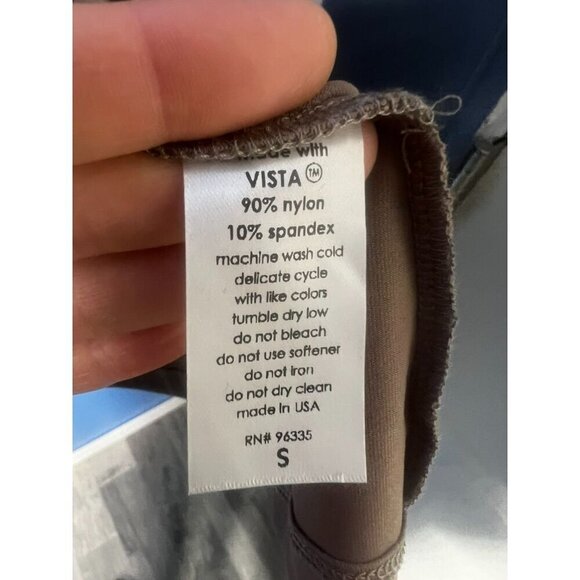 made with
VISTA™
90% nylon
10% spandex
machine wash cold
delicate cycle
with like colors
tumble dry low
do not bleach
do not use softener
do not iron
do not dry clean
made in USA
RN# 96335
S